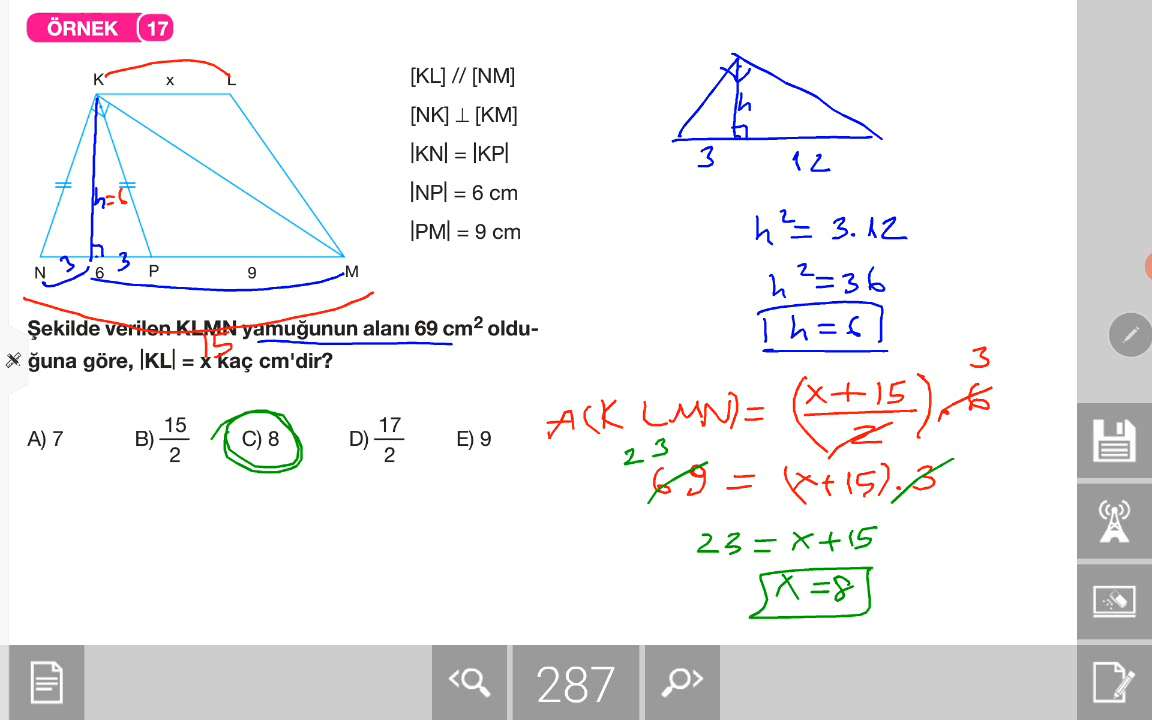 ÖRNEK 17
K x L
h=6
N 3 6 3 P 9 M
15
[KL] // [NM]
[NK] ⊥ [KM]
|KN| = |KP|
|NP| = 6 cm
|PM| = 9 cm
Şekilde verilen KLMN yamuğunun alanı 69 cm² oldu-
ğuna göre, |KL| = x kaç cm'dir?
A) 7 B) 15/2 C) 8 D) 17/2 E) 9
h
3 12
h² = 3.12
h² = 36
h = 6
3
A(KLMN) = (x+15)/2 . 6
23
69 = (x+15).3
23 = x+15
x = 8
287